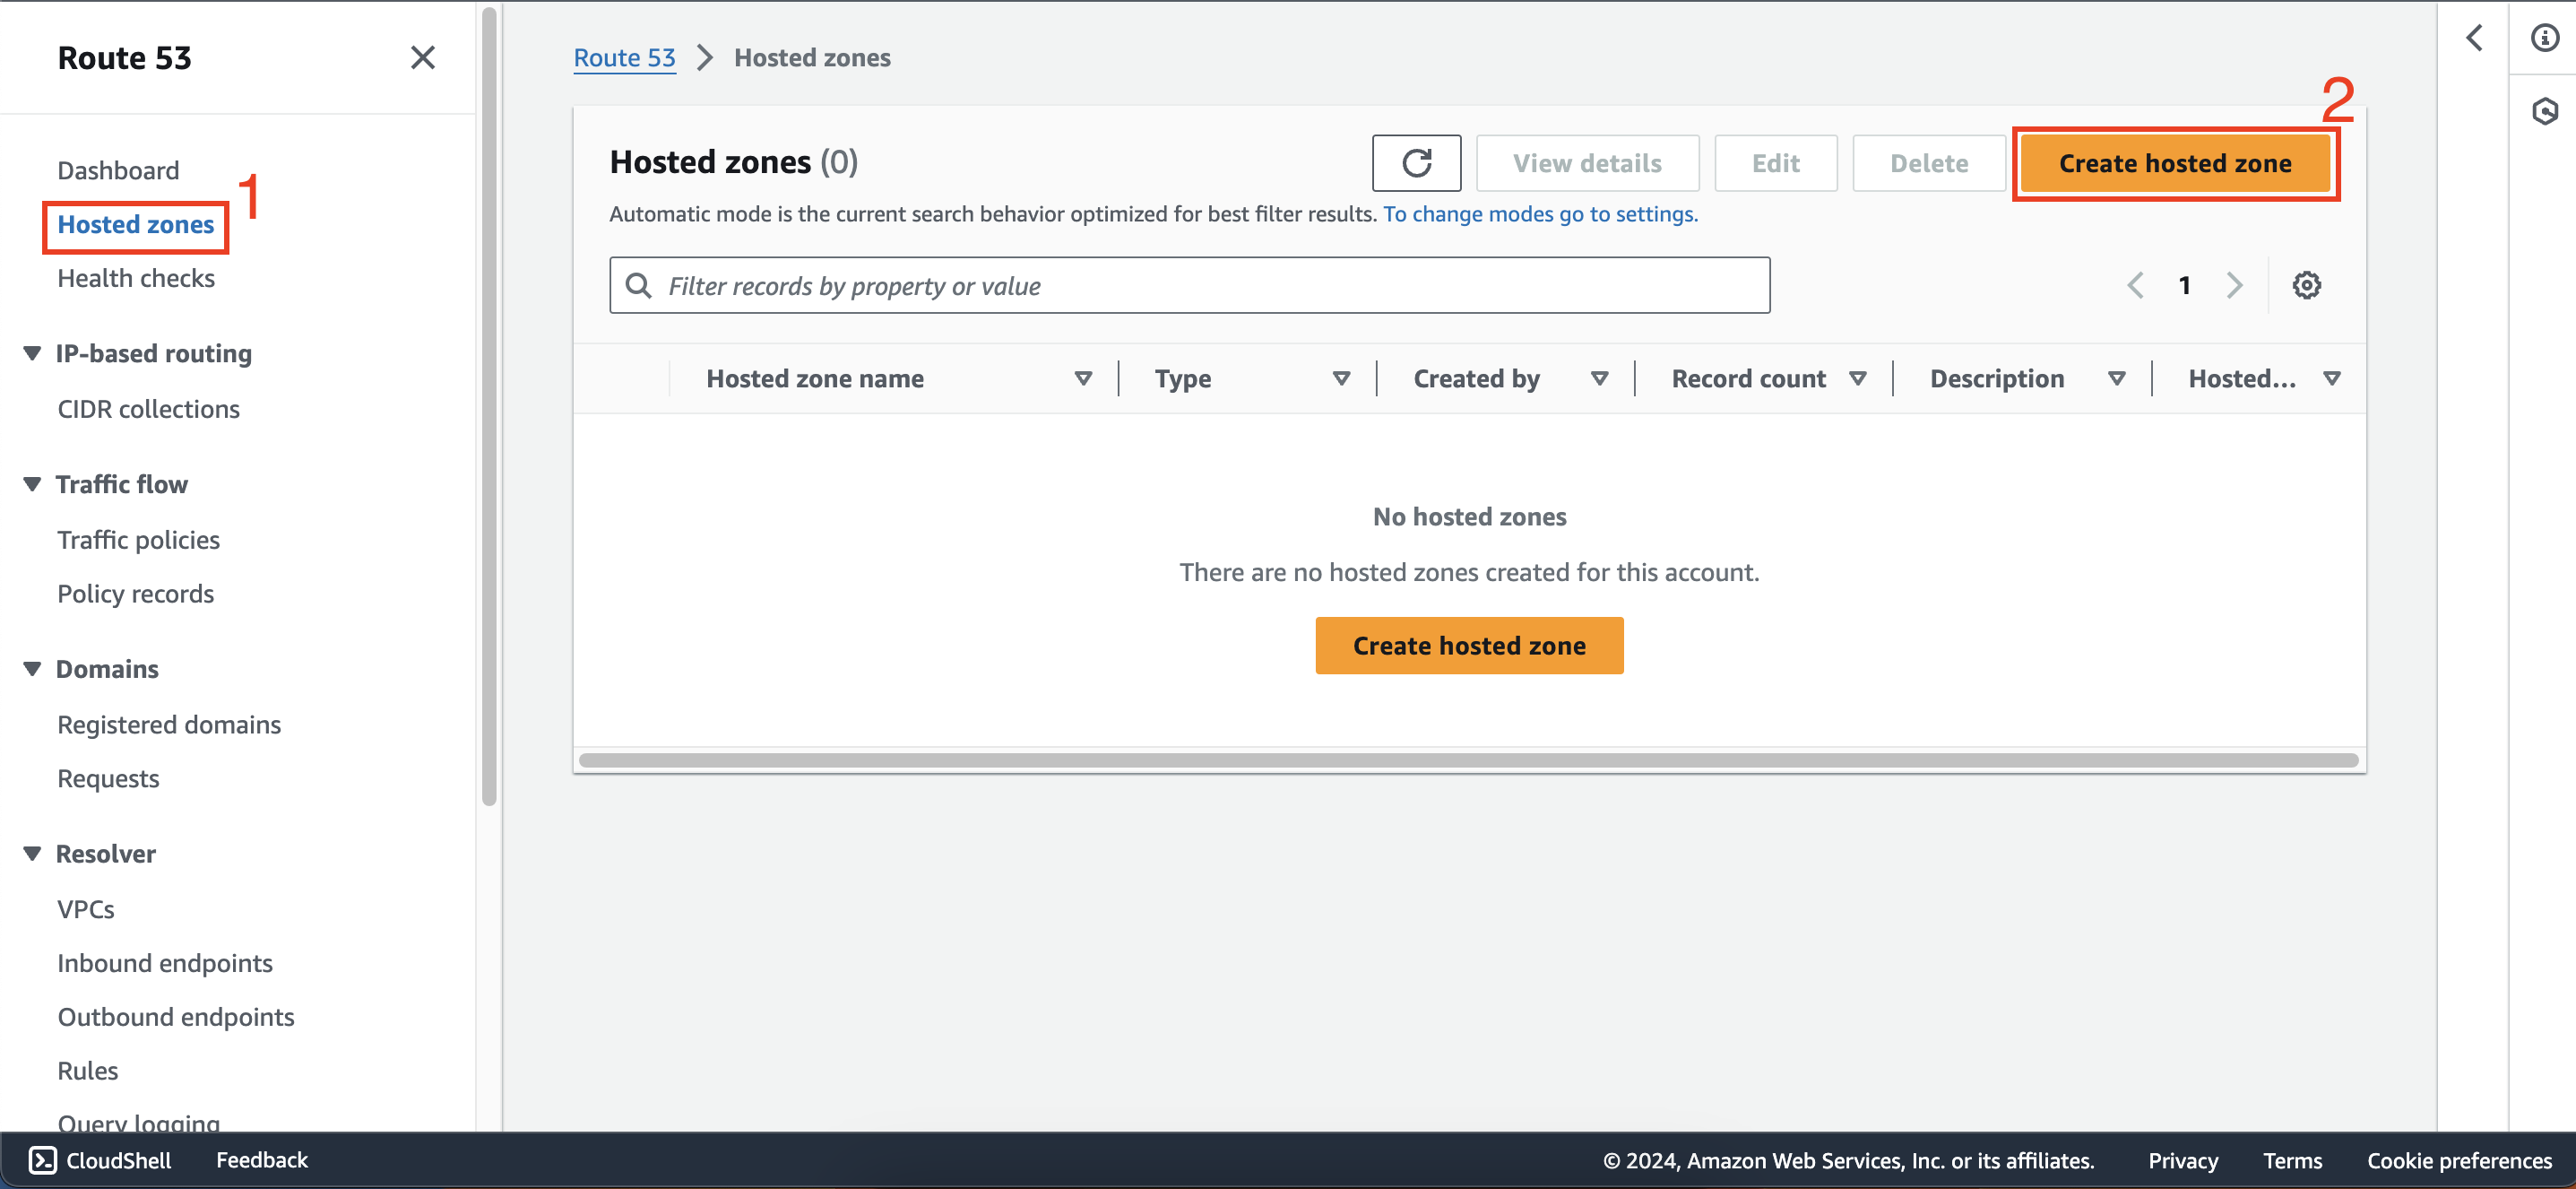 Route 53
Dashboard
Hosted zones
1
Health checks
IP-based routing
CIDR collections
Traffic flow
Traffic policies
Policy records
Domains
Registered domains
Requests
Resolver
VPCs
Inbound endpoints
Outbound endpoints
Rules
Query logging
Route 53 > Hosted zones
2
Hosted zones (0)
View details
Edit
Delete
Create hosted zone
Automatic mode is the current search behavior optimized for best filter results. To change modes go to settings.
Filter records by property or value
1
Hosted zone name
Type
Created by
Record count
Description
Hosted...
No hosted zones
There are no hosted zones created for this account.
Create hosted zone
CloudShell
Feedback
© 2024, Amazon Web Services, Inc. or its affiliates.
Privacy
Terms
Cookie preferences